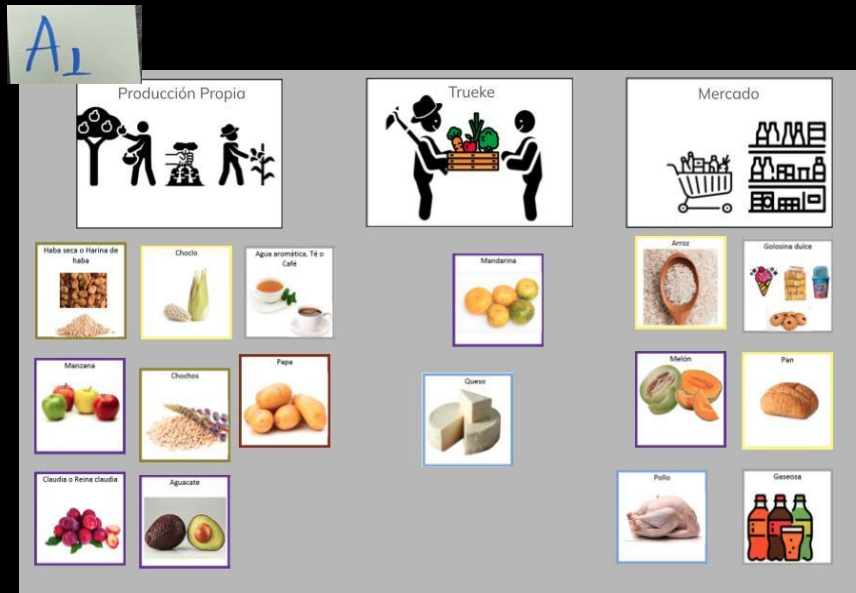 A1
Producción Propia
Trueke
Mercado
Haba seca o Harina de
haba
Choclo
Agua aromática, Té o
Café
Mandarina
Arroz
Golosina dulce
Manzana
Chochos
Papa
Queso
Melón
Pan
Claudia o Reina claudia
Aguacate
Pollo
Gaseosa